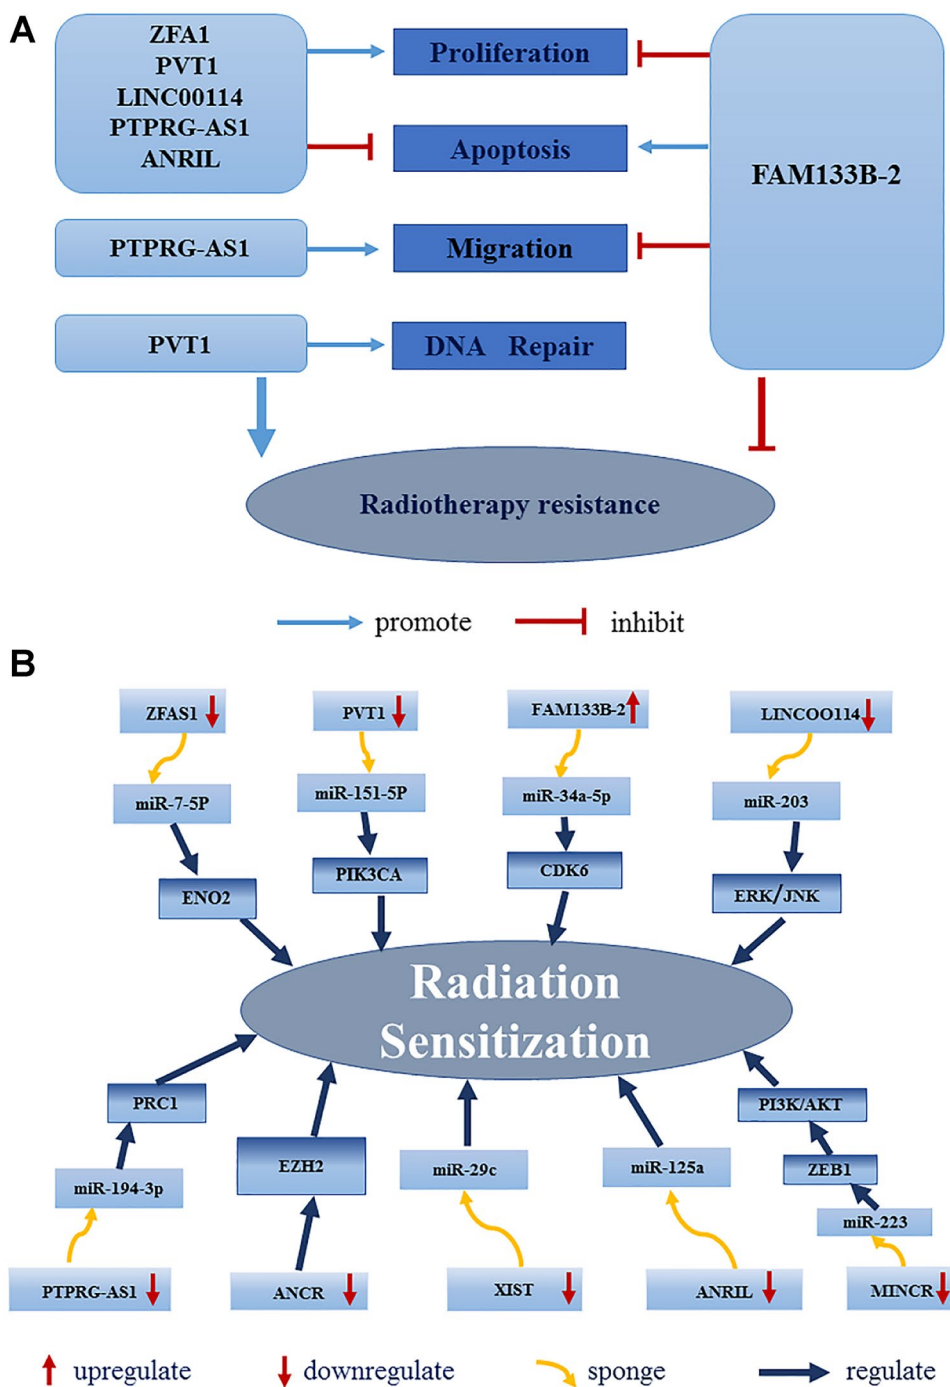 A
ZFA1
PVT1
LINC00114
PTPRG-AS1
ANRIL
Proliferation
Apoptosis
FAM133B-2
PTPRG-AS1
Migration
PVT1
DNA Repair
Radiotherapy resistance
promote
inhibit
B
ZFAS1
PVT1
FAM133B-2
LINCOO114
miR-7-5P
miR-151-5P
miR-34a-5p
miR-203
ENO2
PIK3CA
CDK6
ERK/JNK
Radiation
Sensitization
PRC1
EZH2
miR-29c
miR-125a
PI3K/AKT
ZEB1
miR-194-3p
miR-223
PTPRG-AS1
ANCR
XIST
ANRIL
MINCR
upregulate
downregulate
sponge
regulate